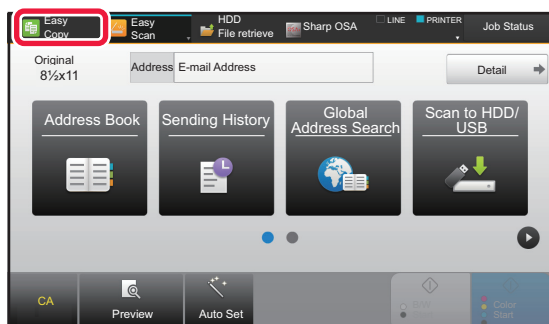 Easy
Copy
Easy
Scan
HDD
File retrieve
Sharp OSA
LINE
PRINTER
Job Status
Original
8½x11
Address
E-mail Address
Detail
Address Book
Sending History
Global
Address Search
Scan to HDD/
USB
CA
Preview
Auto Set
B/W
Start
Color
Start